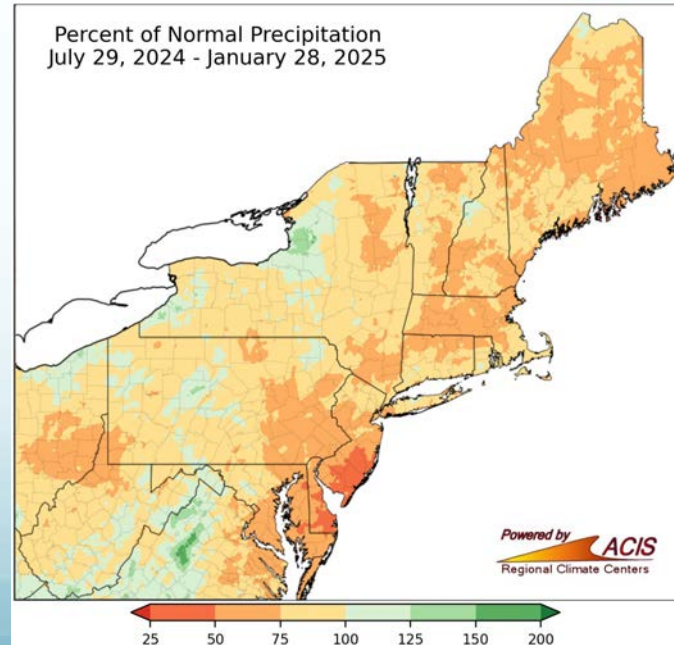 Percent of Normal Precipitation
July 29, 2024 - January 28, 2025
Powered by
ACIS
Regional Climate Centers
25 50 75 100 125 150 200